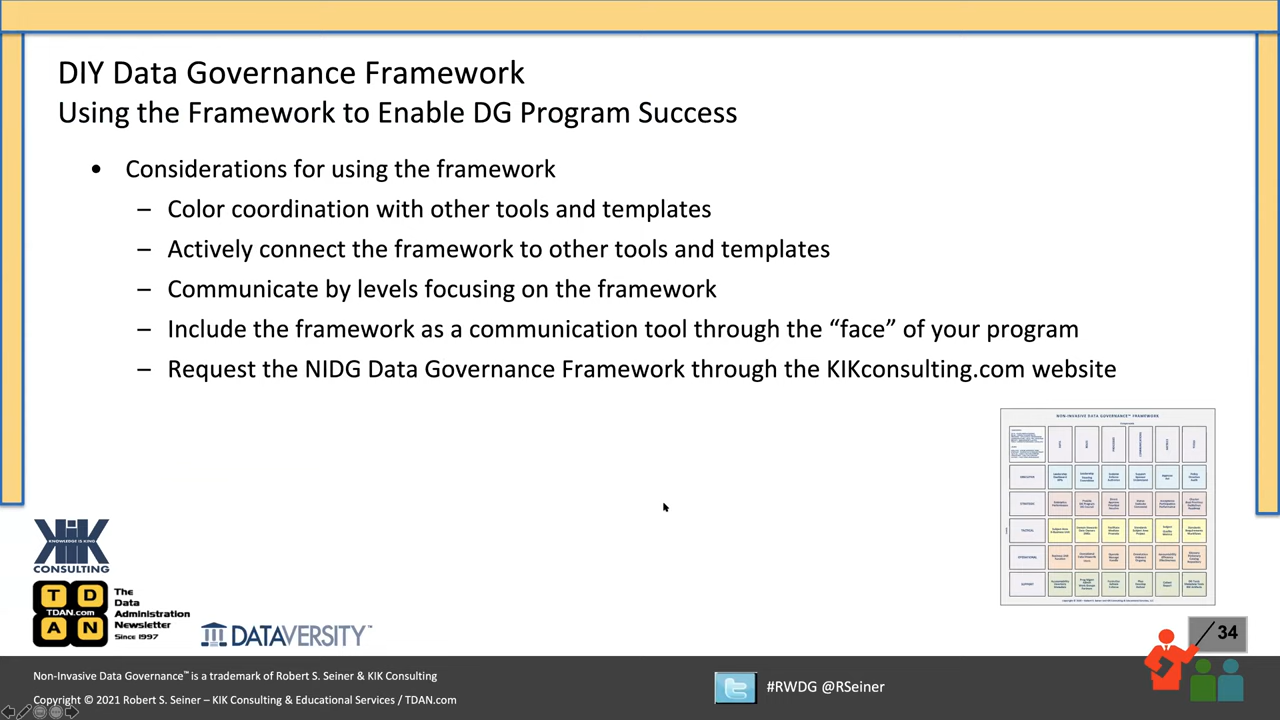 DIY Data Governance Framework
Using the Framework to Enable DG Program Success
• Considerations for using the framework
– Color coordination with other tools and templates
– Actively connect the framework to other tools and templates
– Communicate by levels focusing on the framework
– Include the framework as a communication tool through the “face” of your program
– Request the NIDG Data Governance Framework through the KIKconsulting.com website
NON-INVASIVE DATA GOVERNANCE™ FRAMEWORK
KIK
KNOWLEDGE IS KING
CONSULTING
T D
TDAN.com
A N
The
Data
Administration
Newsletter
Since 1997
DATAVERSITY™
34
Non-Invasive Data Governance™ is a trademark of Robert S. Seiner & KIK Consulting
Copyright © 2021 Robert S. Seiner – KIK Consulting & Educational Services / TDAN.com
#RWDG @RSeiner